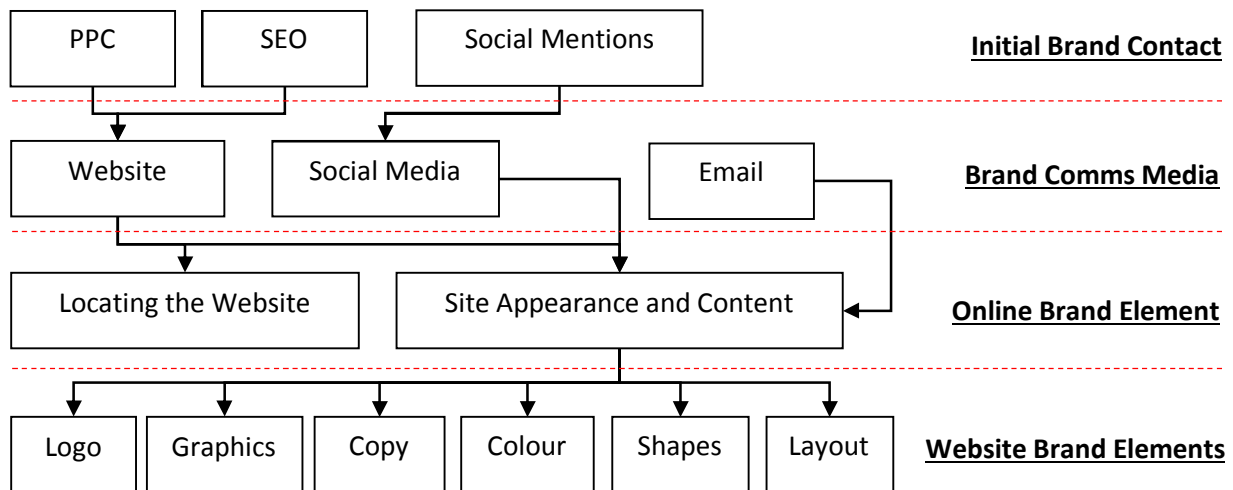 PPC
SEO
Social Mentions
Initial Brand Contact
Website
Social Media
Email
Brand Comms Media
Locating the Website
Site Appearance and Content
Online Brand Element
Logo
Graphics
Copy
Colour
Shapes
Layout
Website Brand Elements